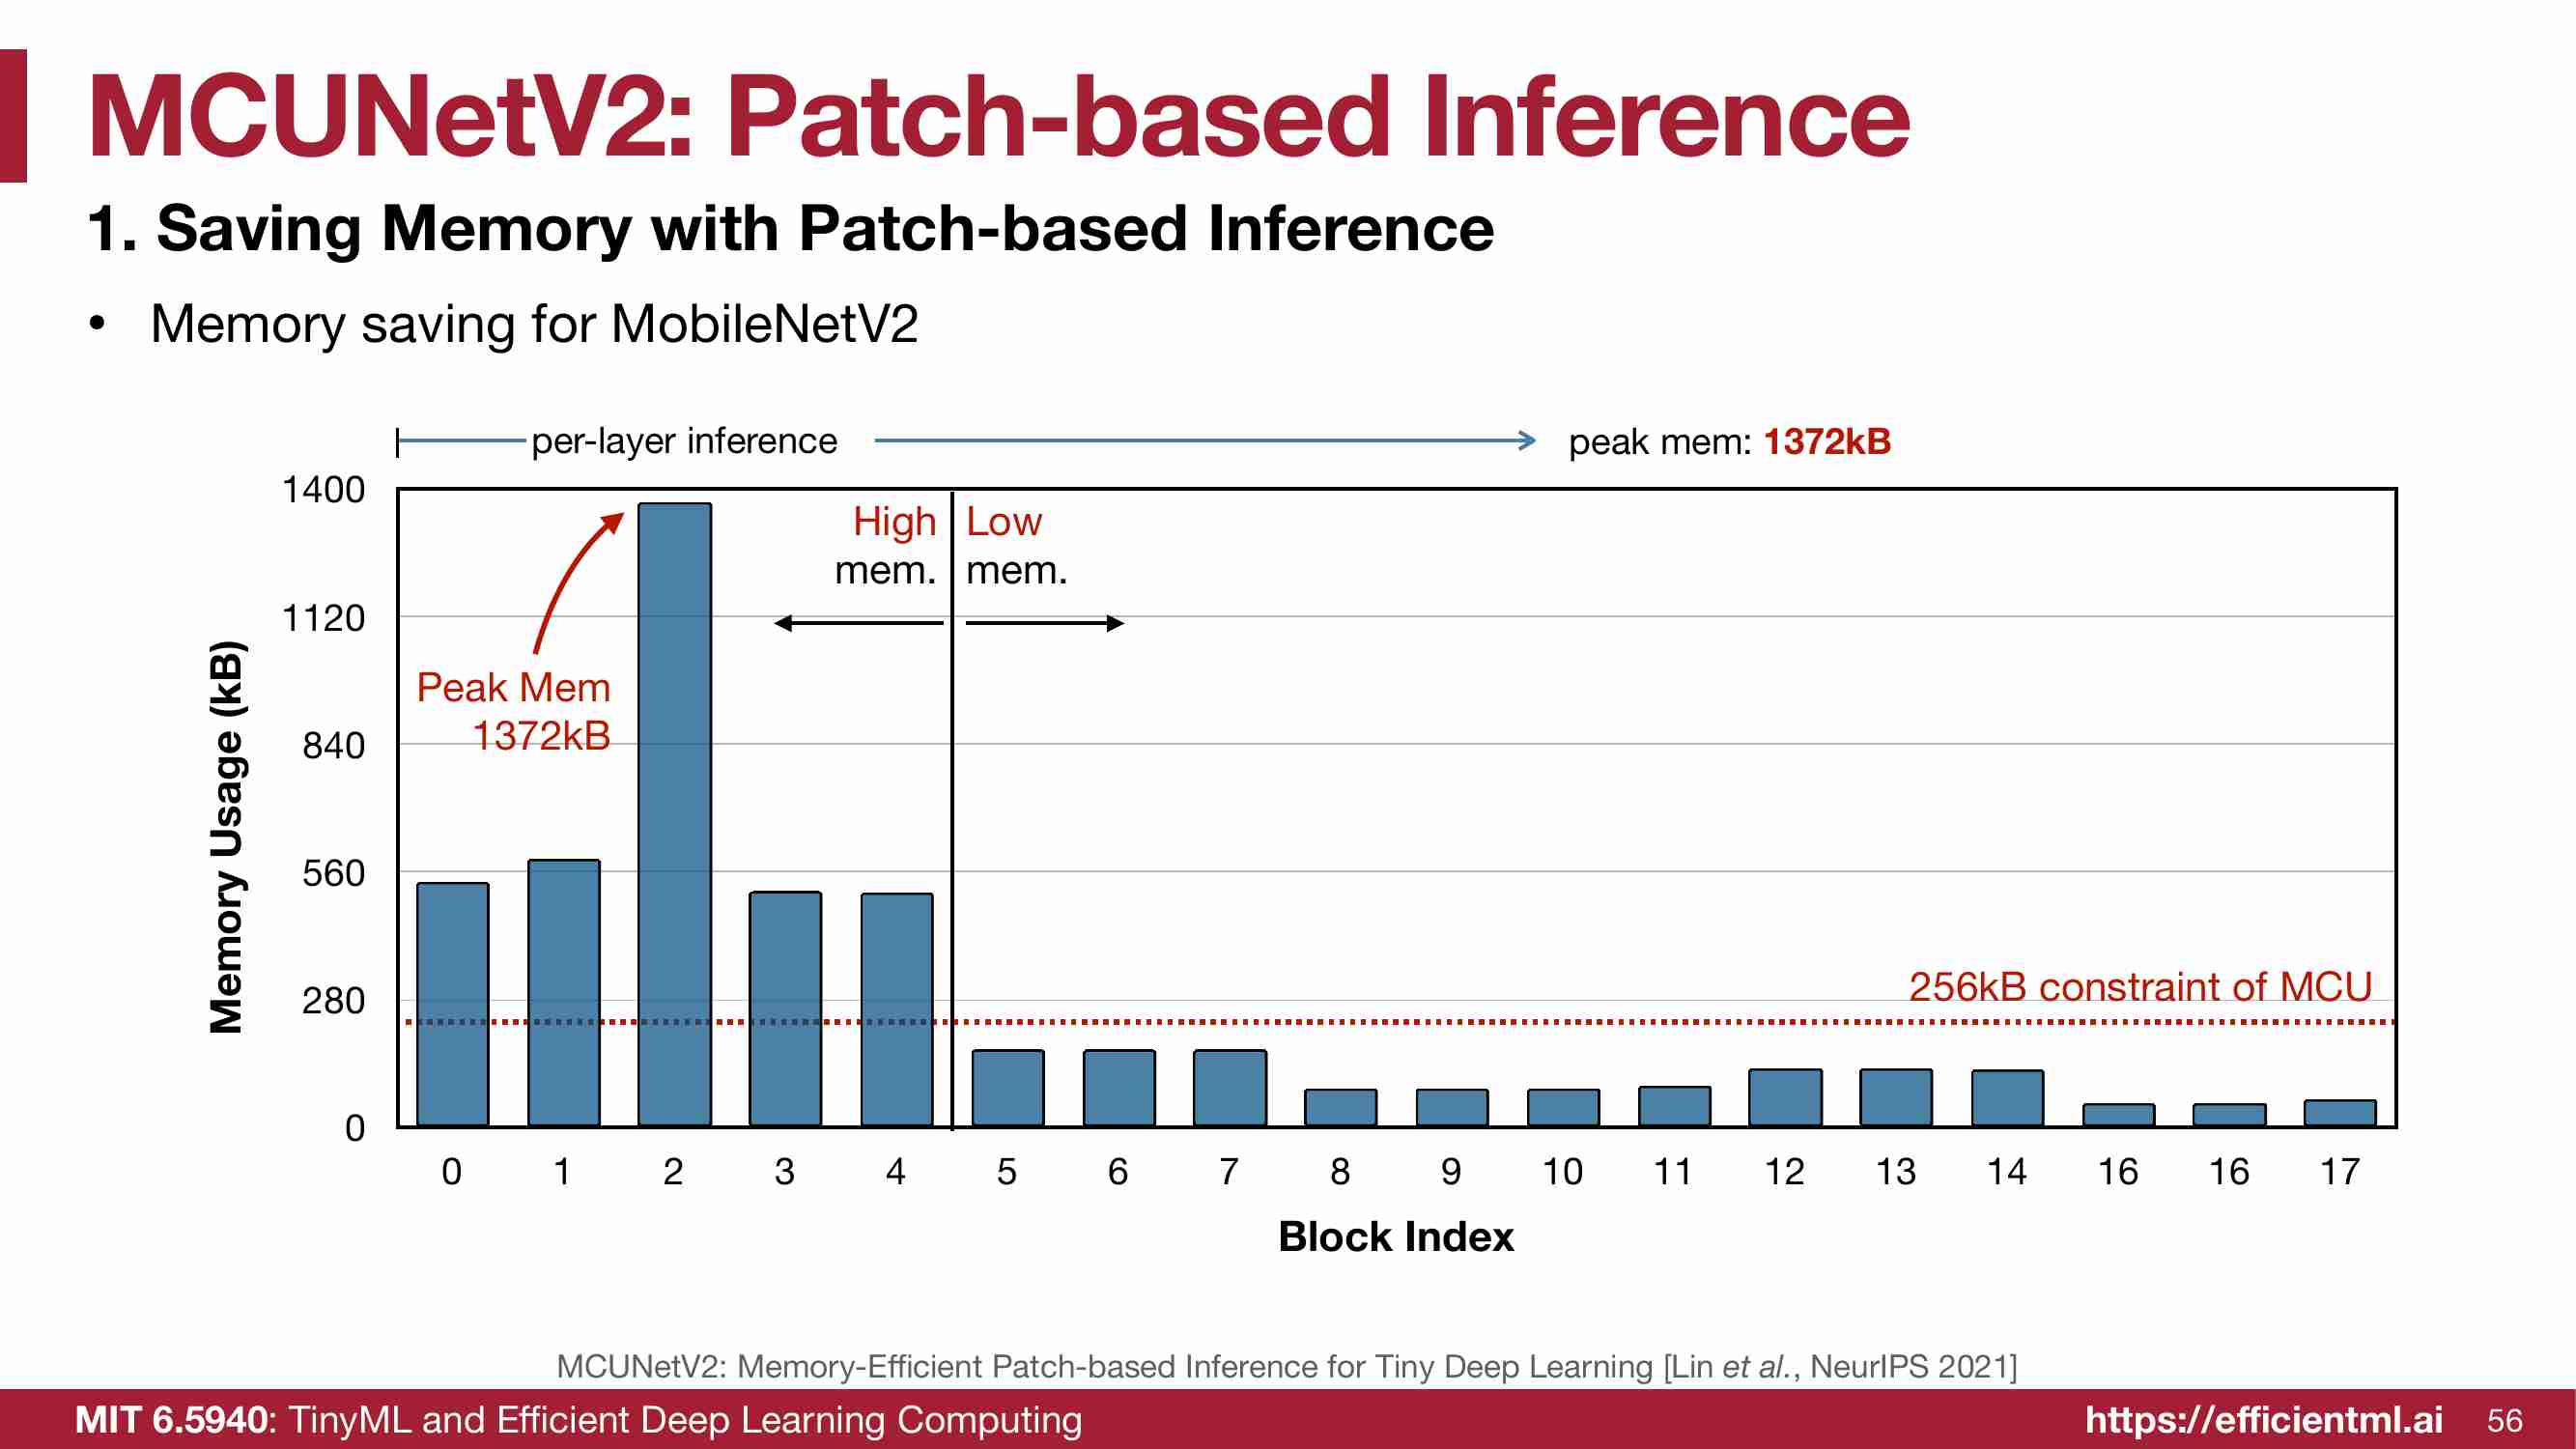 MCUNetV2: Patch-based Inference
1. Saving Memory with Patch-based Inference
• Memory saving for MobileNetV2
per-layer inference
peak mem: 1372kB
1400
1120
840
560
280
0
Memory Usage (kB)
High mem.
Low mem.
Peak Mem
1372kB
256kB constraint of MCU
0 1 2 3 4 5 6 7 8 9 10 11 12 13 14 16 16 17
Block Index
MCUNetV2: Memory-Efficient Patch-based Inference for Tiny Deep Learning [Lin et al., NeurIPS 2021]
MIT 6.5940: TinyML and Efficient Deep Learning Computing
https://efficientml.ai 56